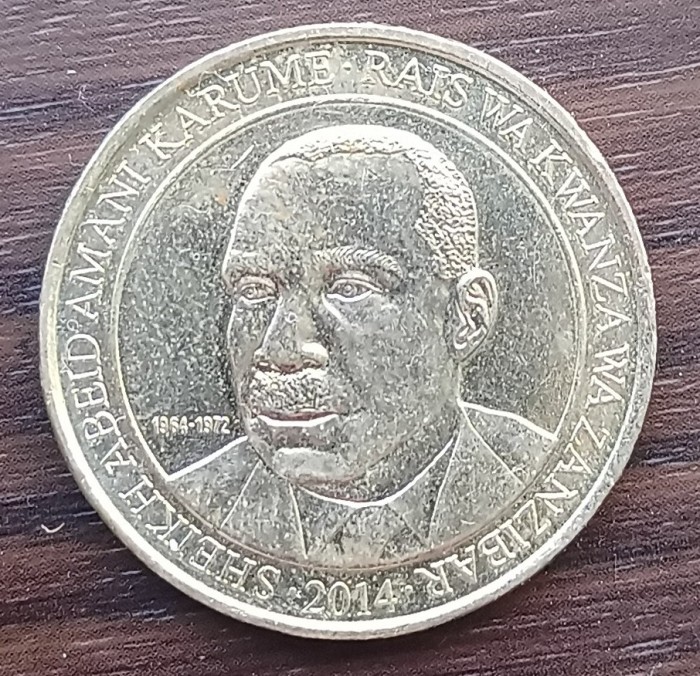 SHEIKH ABEID AMANI KARUME · RAIS WA KWANZA WA ZANZIBAR
1964-1972
· 2014 ·